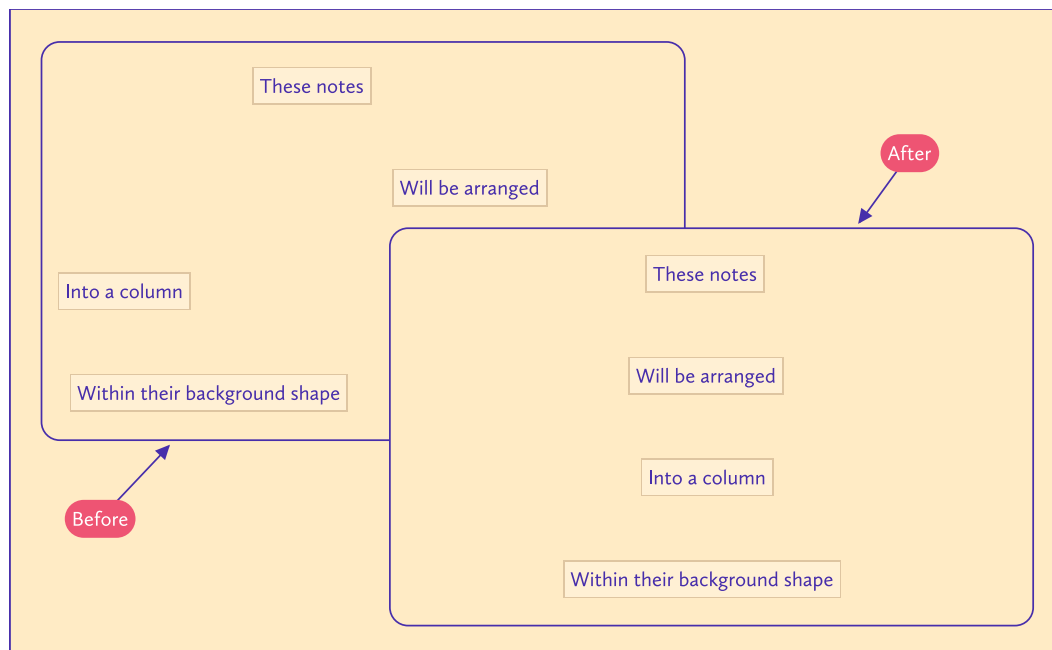 These notes
Will be arranged
Into a column
Within their background shape
Before
After
These notes
Will be arranged
Into a column
Within their background shape